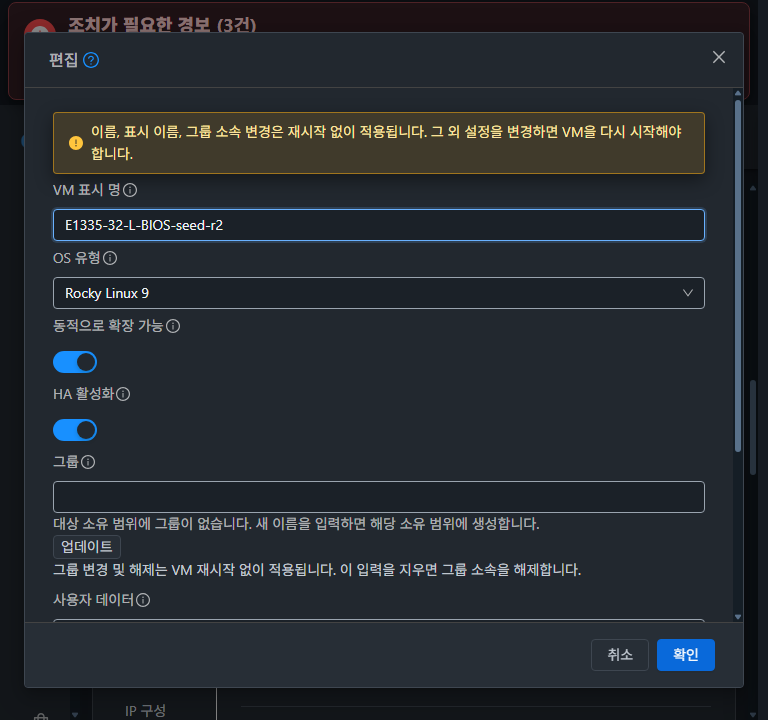 조치가 필요한 경보 (3건)
편집
이름, 표시 이름, 그룹 소속 변경은 재시작 없이 적용됩니다. 그 외 설정을 변경하면 VM을 다시 시작해야
합니다.
VM 표시 명
E1335-32-L-BIOS-seed-r2
OS 유형
Rocky Linux 9
동적으로 확장 가능
HA 활성화
그룹
대상 소유 범위에 그룹이 없습니다. 새 이름을 입력하면 해당 소유 범위에 생성합니다.
업데이트
그룹 변경 및 해제는 VM 재시작 없이 적용됩니다. 이 입력을 지우면 그룹 소속을 해제합니다.
사용자 데이터
취소
확인
IP 구성